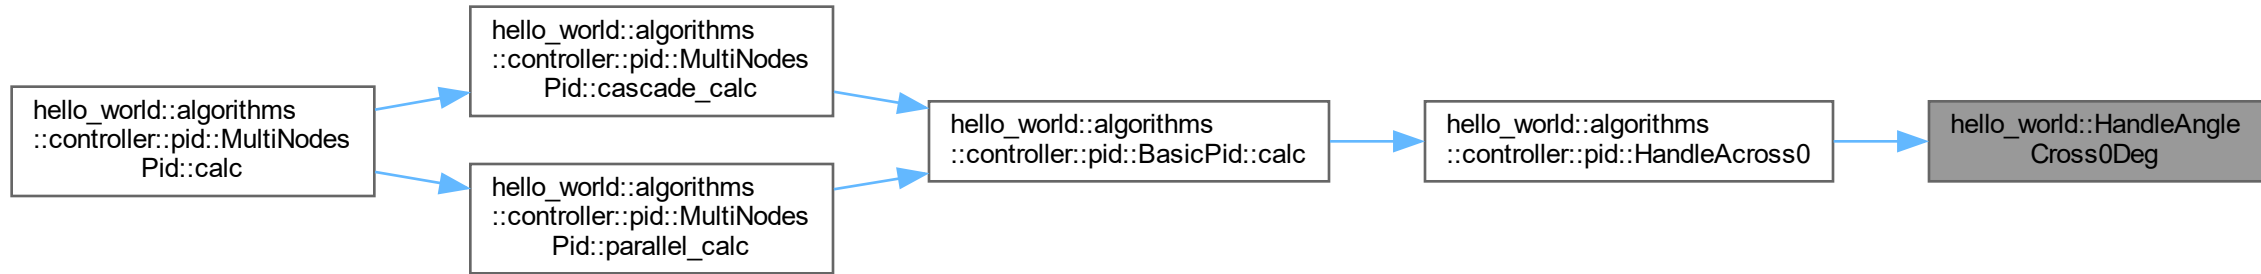 hello_world::algorithms
::controller::pid::MultiNodes
Pid::calc
hello_world::algorithms
::controller::pid::MultiNodes
Pid::cascade_calc
hello_world::algorithms
::controller::pid::MultiNodes
Pid::parallel_calc
hello_world::algorithms
::controller::pid::BasicPid::calc
hello_world::algorithms
::controller::pid::HandleAcross0
hello_world::HandleAngle
Cross0Deg